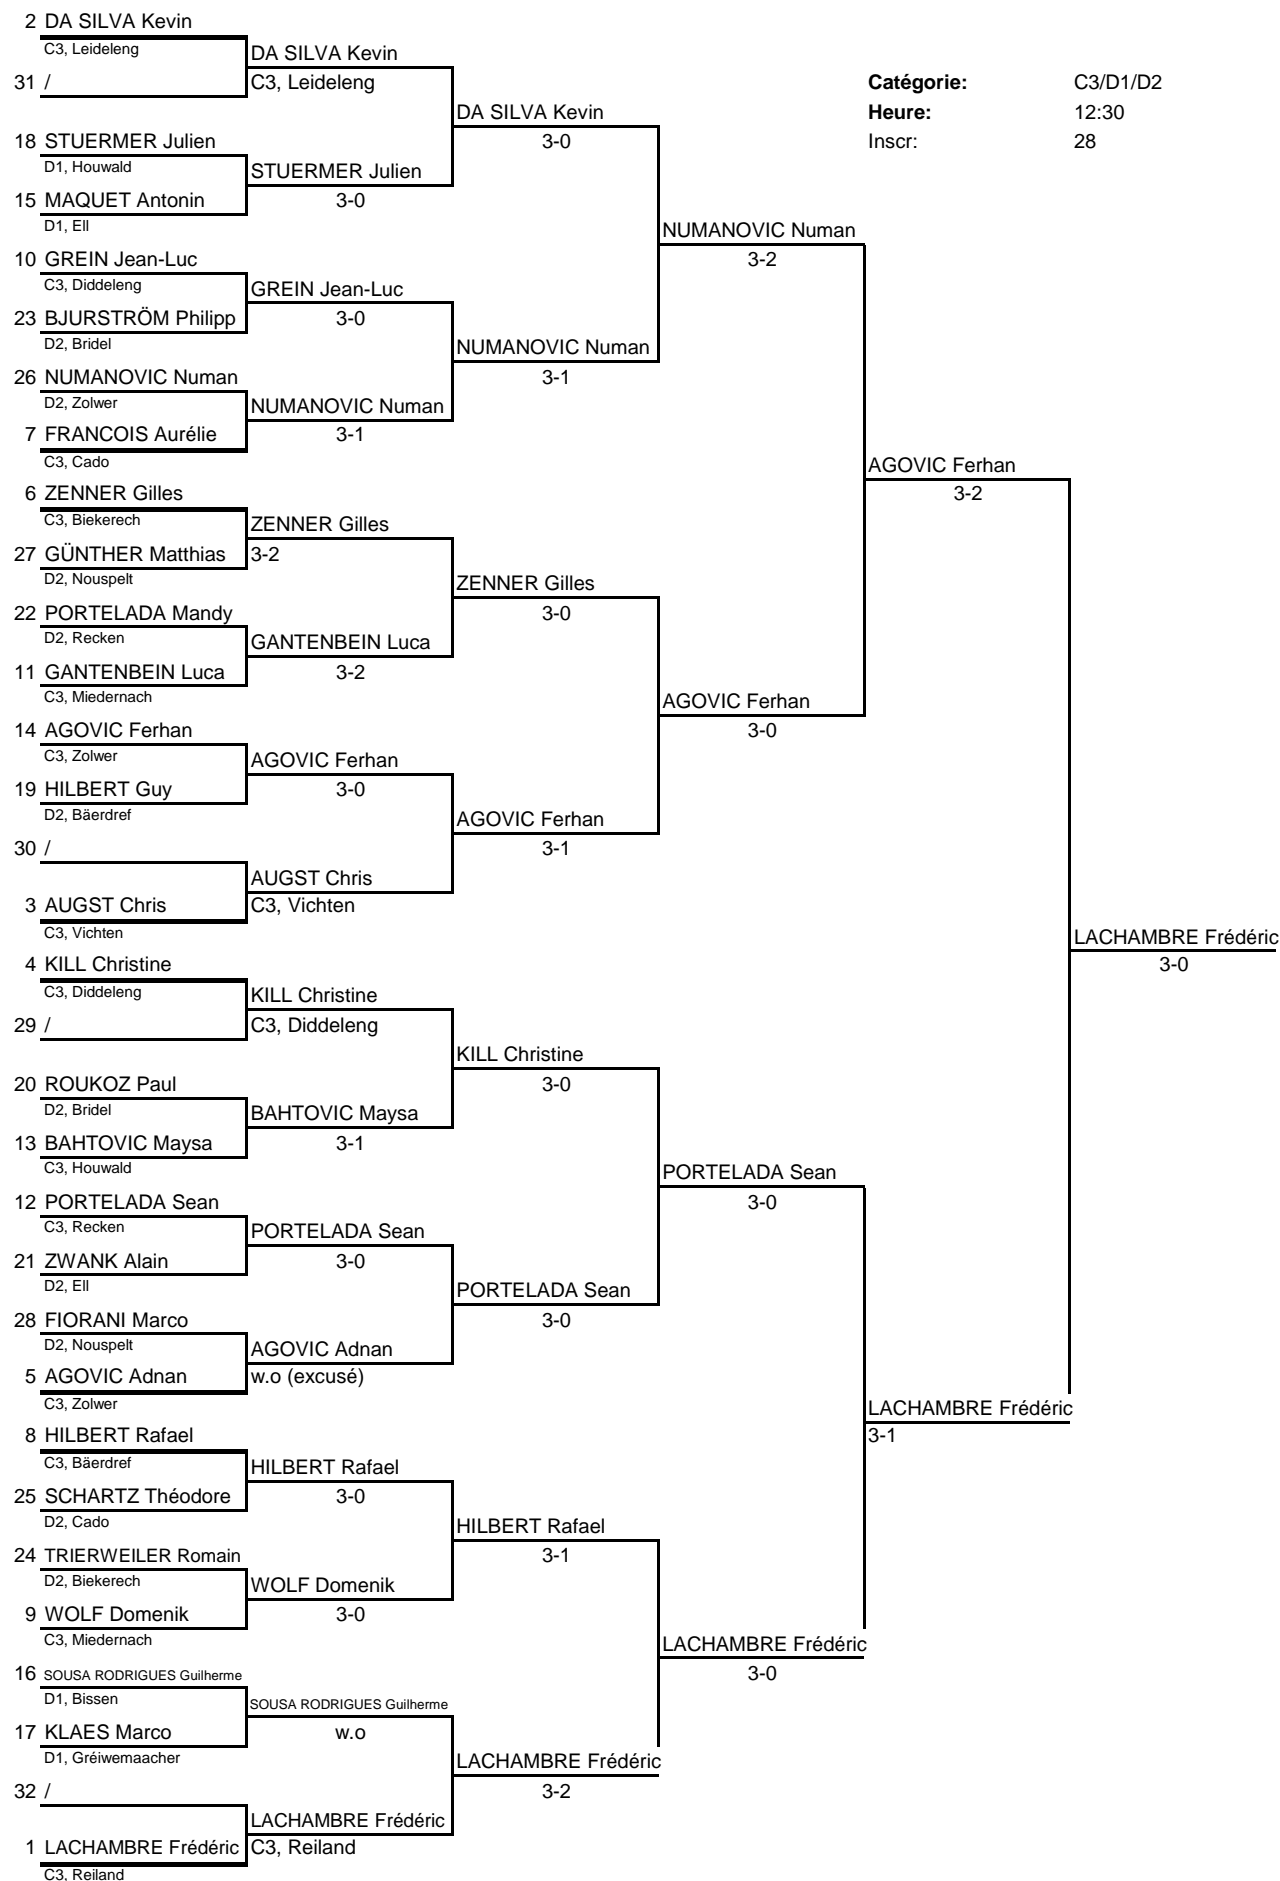 2 DA SILVA Kevin
C3, Leideleng
DA SILVA Kevin
31 /
C3, Leideleng
Catégorie: C3/D1/D2
DA SILVA Kevin
Heure: 12:30
18 STUERMER Julien
3-0
Inscr: 28
D1, Houwald
STUERMER Julien
15 MAQUET Antonin
3-0
D1, Ell
NUMANOVIC Numan
10 GREIN Jean-Luc
3-2
C3, Diddeleng
GREIN Jean-Luc
23 BJURSTRÖM Philipp
3-0
D2, Bridel
NUMANOVIC Numan
26 NUMANOVIC Numan
3-1
D2, Zolwer
NUMANOVIC Numan
7 FRANCOIS Aurélie
3-1
C3, Cado
AGOVIC Ferhan
6 ZENNER Gilles
3-2
C3, Biekerech
ZENNER Gilles
27 GÜNTHER Matthias
3-2
D2, Nouspelt
ZENNER Gilles
22 PORTELADA Mandy
3-0
D2, Recken
GANTENBEIN Luca
11 GANTENBEIN Luca
3-2
C3, Miedernach
AGOVIC Ferhan
14 AGOVIC Ferhan
3-0
C3, Zolwer
AGOVIC Ferhan
19 HILBERT Guy
3-0
D2, Bäerdref
AGOVIC Ferhan
30 /
3-1
AUGST Chris
3 AUGST Chris
C3, Vichten
C3, Vichten
LACHAMBRE Frédéric
4 KILL Christine
3-0
C3, Diddeleng
KILL Christine
29 /
C3, Diddeleng
KILL Christine
20 ROUKOZ Paul
3-0
D2, Bridel
BAHTOVIC Maysa
13 BAHTOVIC Maysa
3-1
C3, Houwald
PORTELADA Sean
12 PORTELADA Sean
3-0
C3, Recken
PORTELADA Sean
21 ZWANK Alain
3-0
D2, Ell
PORTELADA Sean
28 FIORANI Marco
3-0
D2, Nouspelt
AGOVIC Adnan
5 AGOVIC Adnan
w.o (excusé)
C3, Zolwer
LACHAMBRE Frédéric
8 HILBERT Rafael
3-1
C3, Bäerdref
HILBERT Rafael
25 SCHARTZ Théodore
3-0
D2, Cado
HILBERT Rafael
24 TRIERWEILER Romain
3-1
D2, Biekerech
WOLF Domenik
9 WOLF Domenik
3-0
C3, Miedernach
LACHAMBRE Frédéric
16 SOUSA RODRIGUES Guilherme
3-0
D1, Bissen
SOUSA RODRIGUES Guilherme
17 KLAES Marco
w.o
D1, Gréiwemaacher
LACHAMBRE Frédéric
32 /
3-2
LACHAMBRE Frédéric
1 LACHAMBRE Frédéric
C3, Reiland
C3, Reiland